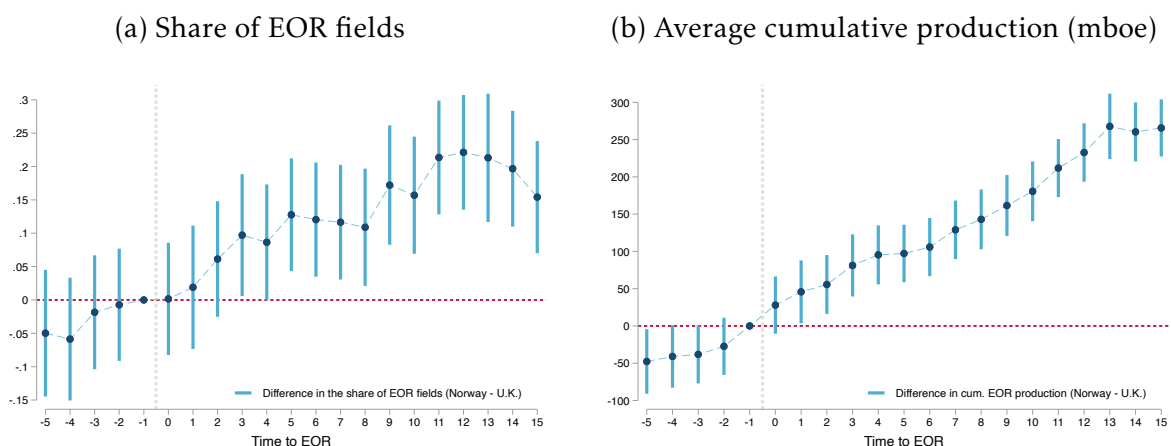 (a) Share of EOR fields
.3
.25
.2
.15
.1
.05
0
-.05
-.1
-.15
Difference in the share of EOR fields (Norway - U.K.)
-5 -4 -3 -2 -1 0 1 2 3 4 5 6 7 8 9 10 11 12 13 14 15
Time to EOR
(b) Average cumulative production (mboe)
300
250
200
150
100
50
0
-50
-100
Difference in cum. EOR production (Norway - U.K.)
-5 -4 -3 -2 -1 0 1 2 3 4 5 6 7 8 9 10 11 12 13 14 15
Time to EOR